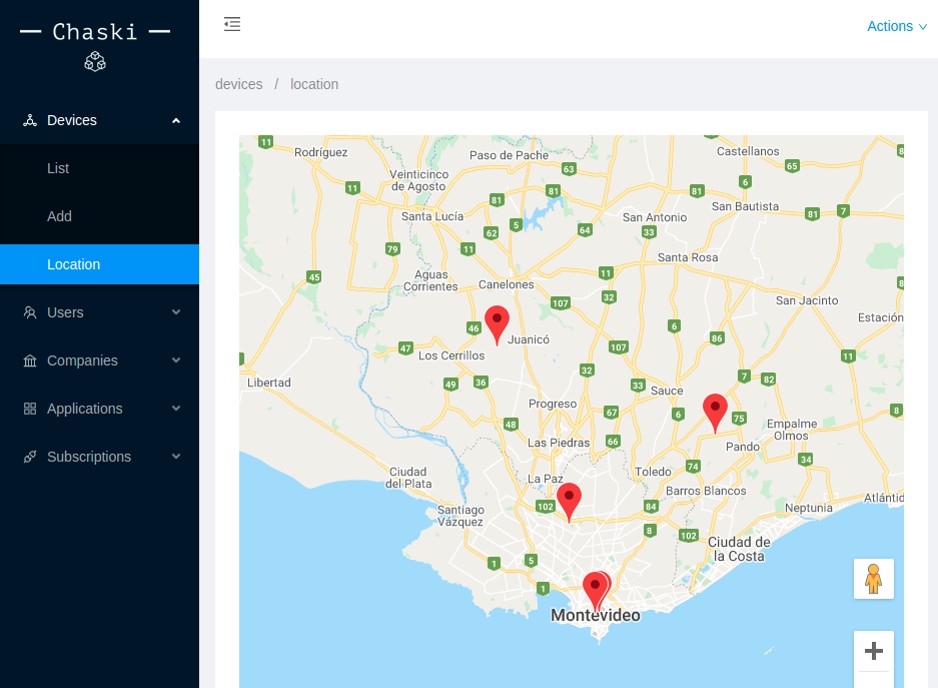 Chaski
Actions
devices / location
Devices
List
Add
Location
Users
Companies
Applications
Subscriptions
11
Rodríguez
Paso de Pache
Castellanos
8
63
65
Veinticinco
de Agosto
11
81
81
81
6
Santa Lucía
San Bautista
81
7
San Antonio
62
5
64
33
79
11
Santa Rosa
45
Aguas
Corrientes
Canelones
11
8
107
32
San Jacinto
46
6
Estación
Juanicó
86
47
Los Cerrillos
107
11
Libertad
49
36
32
33
7
82
Sauce
Progreso
67
6
75
8
48
Empalme
Olmos
Las Piedras
66
Pando
34
Ciudad
del Plata
La Paz
Toledo
74
Barros Blancos
Atlántid
102
84
Neptunia
Santiago
Vázquez
8
102
Ciudad de
la Costa
1
5
1
Montevideo